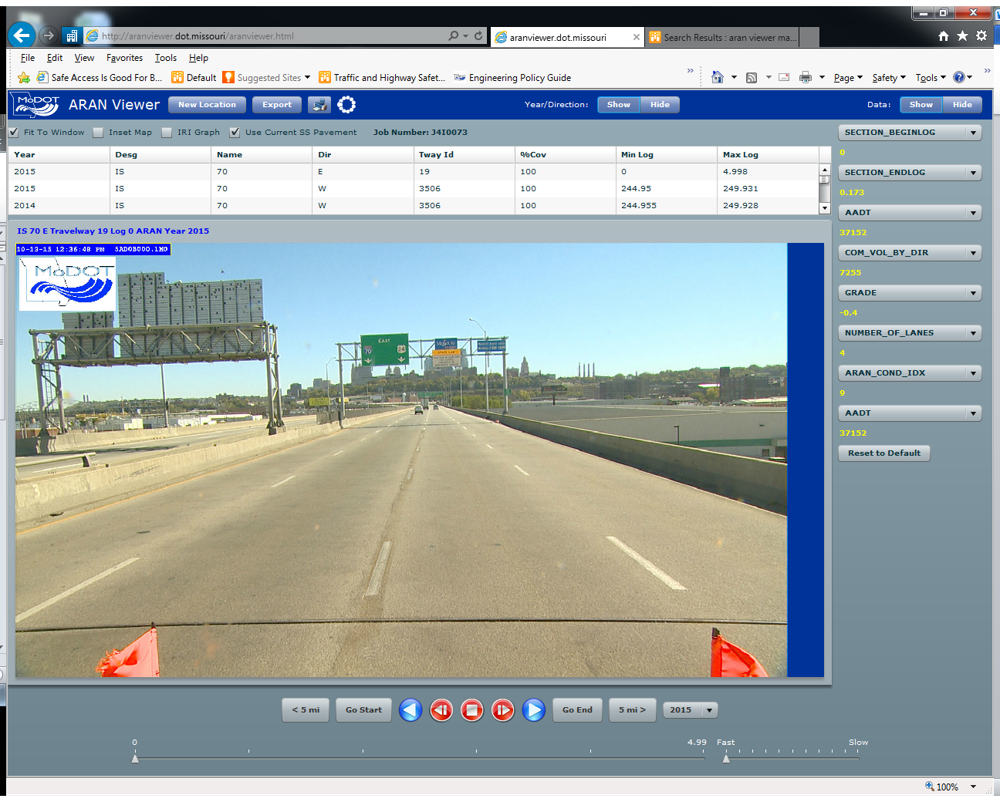 http://aranviewer.dot.missouri/aranviewer.html
aranviewer.dot.missouri
Search Results : aran viewer ma...
File Edit View Favorites Tools Help
Safe Access Is Good For B... Default Suggested Sites Traffic and Highway Safet... Engineering Policy Guide
Page Safety Tools
MoDOT ARAN Viewer New Location Export Year/Direction: Show Hide Data: Show Hide
Fit To Window Inset Map IRI Graph Use Current SS Pavement Job Number: J4I0073
Year Desg Name Dir Tway Id %Cov Min Log Max Log
2015 IS 70 E 19 100 0 4.998
2015 IS 70 W 3506 100 244.95 249.931
2014 IS 70 W 3506 100 244.955 249.928
IS 70 E Travelway 19 Log 0 ARAN Year 2015
10-13-15 12:36:48 PM 5ADOBO00.1MO
MoDOT
EAST
70 24
SECTION_BEGINLOG
0
SECTION_ENDLOG
0.173
AADT
37152
COM_VOL_BY_DIR
7255
GRADE
-0.4
NUMBER_OF_LANES
4
ARAN_COND_IDX
9
AADT
37152
Reset to Default
< 5 mi Go Start Go End 5 mi > 2015
0 4.99 Fast Slow
100%